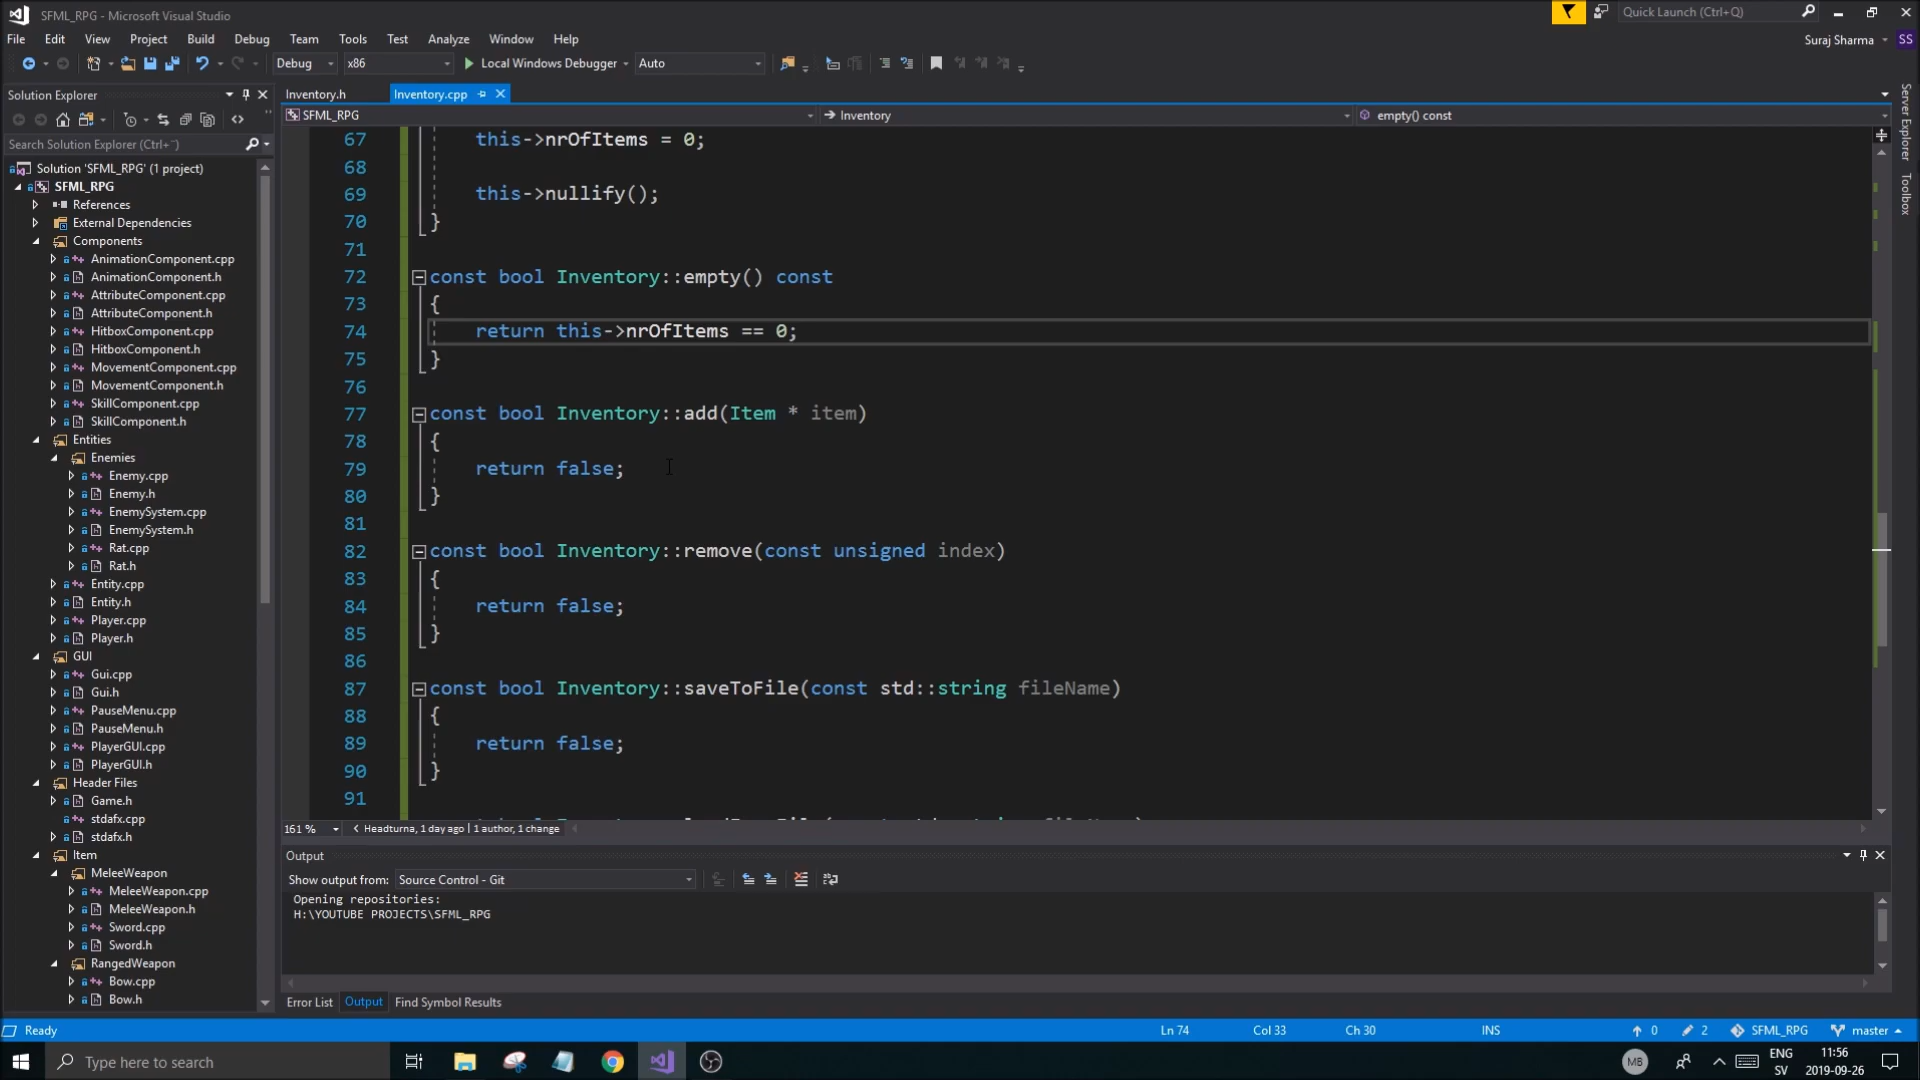 SFML_RPG - Microsoft Visual Studio
Quick Launch (Ctrl+Q)
File Edit View Project Build Debug Team Tools Test Analyze Window Help
Suraj Sharma SS
Debug x86 Local Windows Debugger Auto
Solution Explorer
Inventory.h Inventory.cpp
SFML_RPG Inventory empty() const
Search Solution Explorer (Ctrl+¨)
Solution 'SFML_RPG' (1 project)
SFML_RPG
References
External Dependencies
Components
AnimationComponent.cpp
AnimationComponent.h
AttributeComponent.cpp
AttributeComponent.h
HitboxComponent.cpp
HitboxComponent.h
MovementComponent.cpp
MovementComponent.h
SkillComponent.cpp
SkillComponent.h
Entities
Enemies
Enemy.cpp
Enemy.h
EnemySystem.cpp
EnemySystem.h
Rat.cpp
Rat.h
Entity.cpp
Entity.h
Player.cpp
Player.h
GUI
Gui.cpp
Gui.h
PauseMenu.cpp
PauseMenu.h
PlayerGUI.cpp
PlayerGUI.h
Header Files
Game.h
stdafx.cpp
stdafx.h
Item
MeleeWeapon
MeleeWeapon.cpp
MeleeWeapon.h
Sword.cpp
Sword.h
RangedWeapon
Bow.cpp
Bow.h
67 this->nrOfItems = 0;
68
69 this->nullify();
70 }
71
72 const bool Inventory::empty() const
73 {
74 return this->nrOfItems == 0;
75 }
76
77 const bool Inventory::add(Item * item)
78 {
79 return false;
80 }
81
82 const bool Inventory::remove(const unsigned index)
83 {
84 return false;
85 }
86
87 const bool Inventory::saveToFile(const std::string fileName)
88 {
89 return false;
90 }
91
161 % Headturna, 1 day ago | 1 author, 1 change
Output
Show output from: Source Control - Git
Opening repositories:
H:\YOUTUBE PROJECTS\SFML_RPG
Error List Output Find Symbol Results
Server Explorer
Toolbox
Ready Ln 74 Col 33 Ch 30 INS 0 2 SFML_RPG master
Type here to search
MB
ENG
SV
11:56
2019-09-26